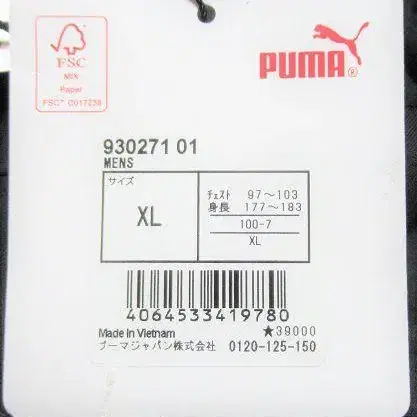 FSC
MIX
Paper
FSC® C017238
PUMA®
930271 01
MENS
サイズ
XL
チェスト 97〜103
身長 177〜183
100-7
XL
4064533419780
Made in Vietnam
★39000
プーマジャパン株式会社 0120-125-150